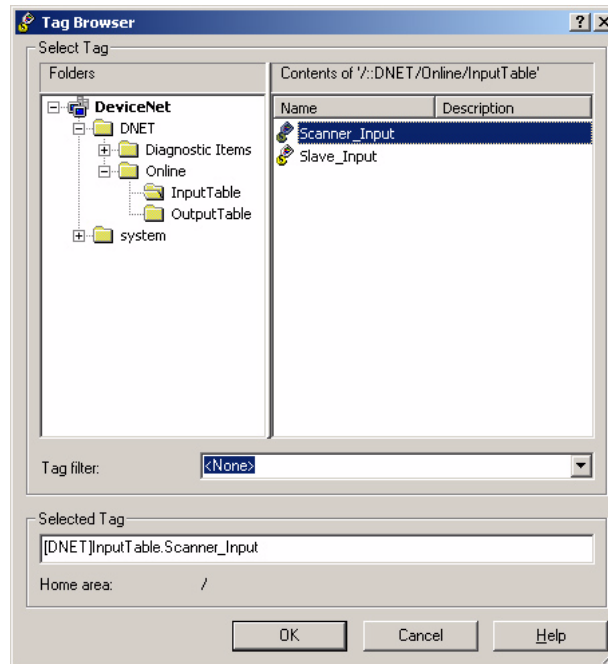 Tag Browser
Select Tag
Folders
Contents of '/::DNET/Online/InputTable'
DeviceNet
DNET
Diagnostic Items
Online
InputTable
OutputTable
system
Name Description
Scanner_Input
Slave_Input
Tag filter: <None>
Selected Tag
[DNET]InputTable.Scanner_Input
Home area: /
OK Cancel Help